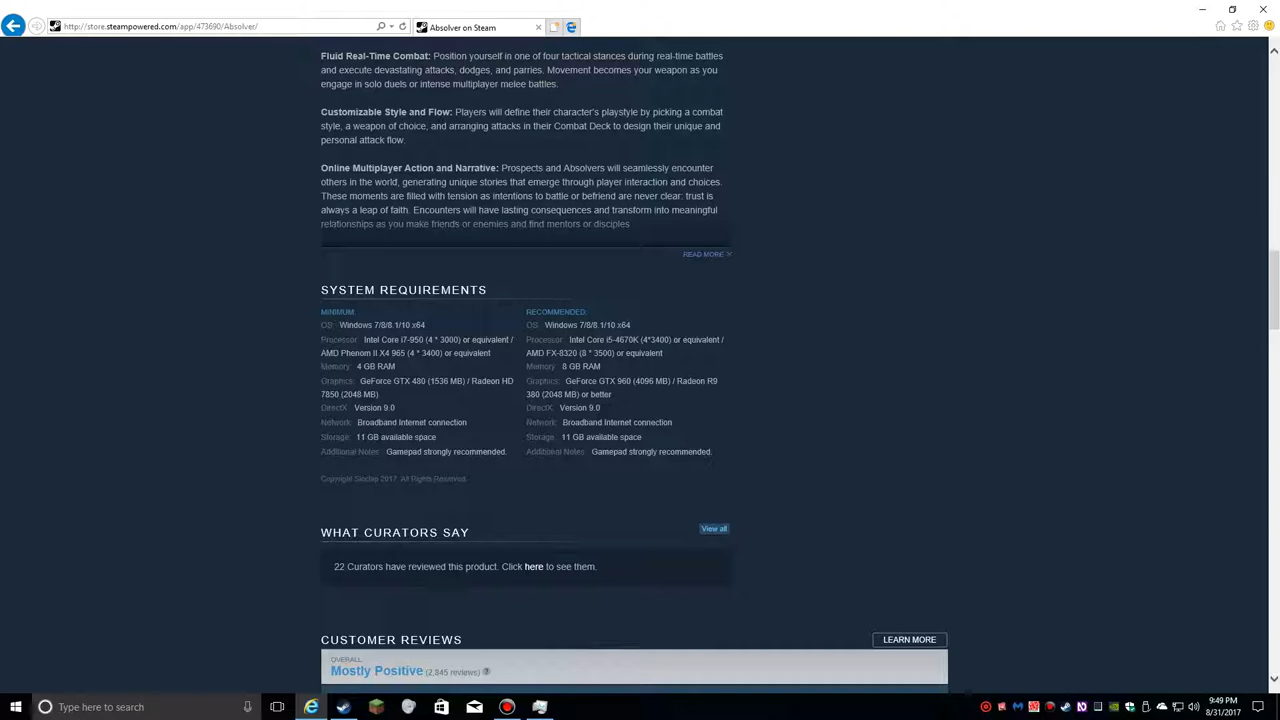 http://store.steampowered.com/app/473690/Absolver/
Absolver on Steam
Fluid Real-Time Combat: Position yourself in one of four tactical stances during real-time battles
and execute devastating attacks, dodges, and parries. Movement becomes your weapon as you
engage in solo duels or intense multiplayer melee battles.
Customizable Style and Flow: Players will define their character's playstyle by picking a combat
style, a weapon of choice, and arranging attacks in their Combat Deck to design their unique and
personal attack flow.
Online Multiplayer Action and Narrative: Prospects and Absolvers will seamlessly encounter
others in the world, generating unique stories that emerge through player interaction and choices.
These moments are filled with tension as intentions to battle or befriend are never clear: trust is
always a leap of faith. Encounters will have lasting consequences and transform into meaningful
relationships as you make friends or enemies and find mentors or disciples
READ MORE
SYSTEM REQUIREMENTS
MINIMUM:
OS: Windows 7/8/8.1/10 x64
Processor: Intel Core i7-950 (4 * 3000) or equivalent /
AMD Phenom II X4 965 (4 * 3400) or equivalent
Memory: 4 GB RAM
Graphics: GeForce GTX 480 (1536 MB) / Radeon HD
7850 (2048 MB)
DirectX: Version 9.0
Network: Broadband Internet connection
Storage: 11 GB available space
Additional Notes: Gamepad strongly recommended.
RECOMMENDED:
OS: Windows 7/8/8.1/10 x64
Processor: Intel Core i5-4670K (4*3400) or equivalent /
AMD FX-8320 (8 * 3500) or equivalent
Memory: 8 GB RAM
Graphics: GeForce GTX 960 (4096 MB) / Radeon R9
380 (2048 MB) or better
DirectX: Version 9.0
Network: Broadband Internet connection
Storage: 11 GB available space
Additional Notes: Gamepad strongly recommended.
Copyright Sloclap 2017. All Rights Reserved.
WHAT CURATORS SAY
View all
22 Curators have reviewed this product. Click here to see them.
CUSTOMER REVIEWS
LEARN MORE
OVERALL:
Mostly Positive (2,845 reviews)
Type here to search
9:49 PM
8/31/2017